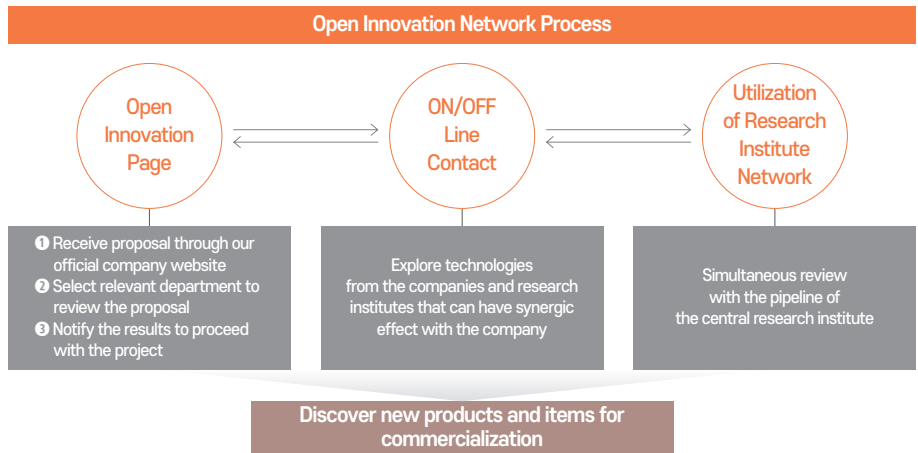 Open Innovation Network Process
Open
Innovation
Page
ON/OFF
Line
Contact
Utilization
of Research
Institute
Network
❶ Receive proposal through our
official company website
❷ Select relevant department to
review the proposal
❸ Notify the results to proceed
with the project
Explore technologies
from the companies and research
institutes that can have synergic
effect with the company
Simultaneous review
with the pipeline of
the central research institute
Discover new products and items for
commercialization